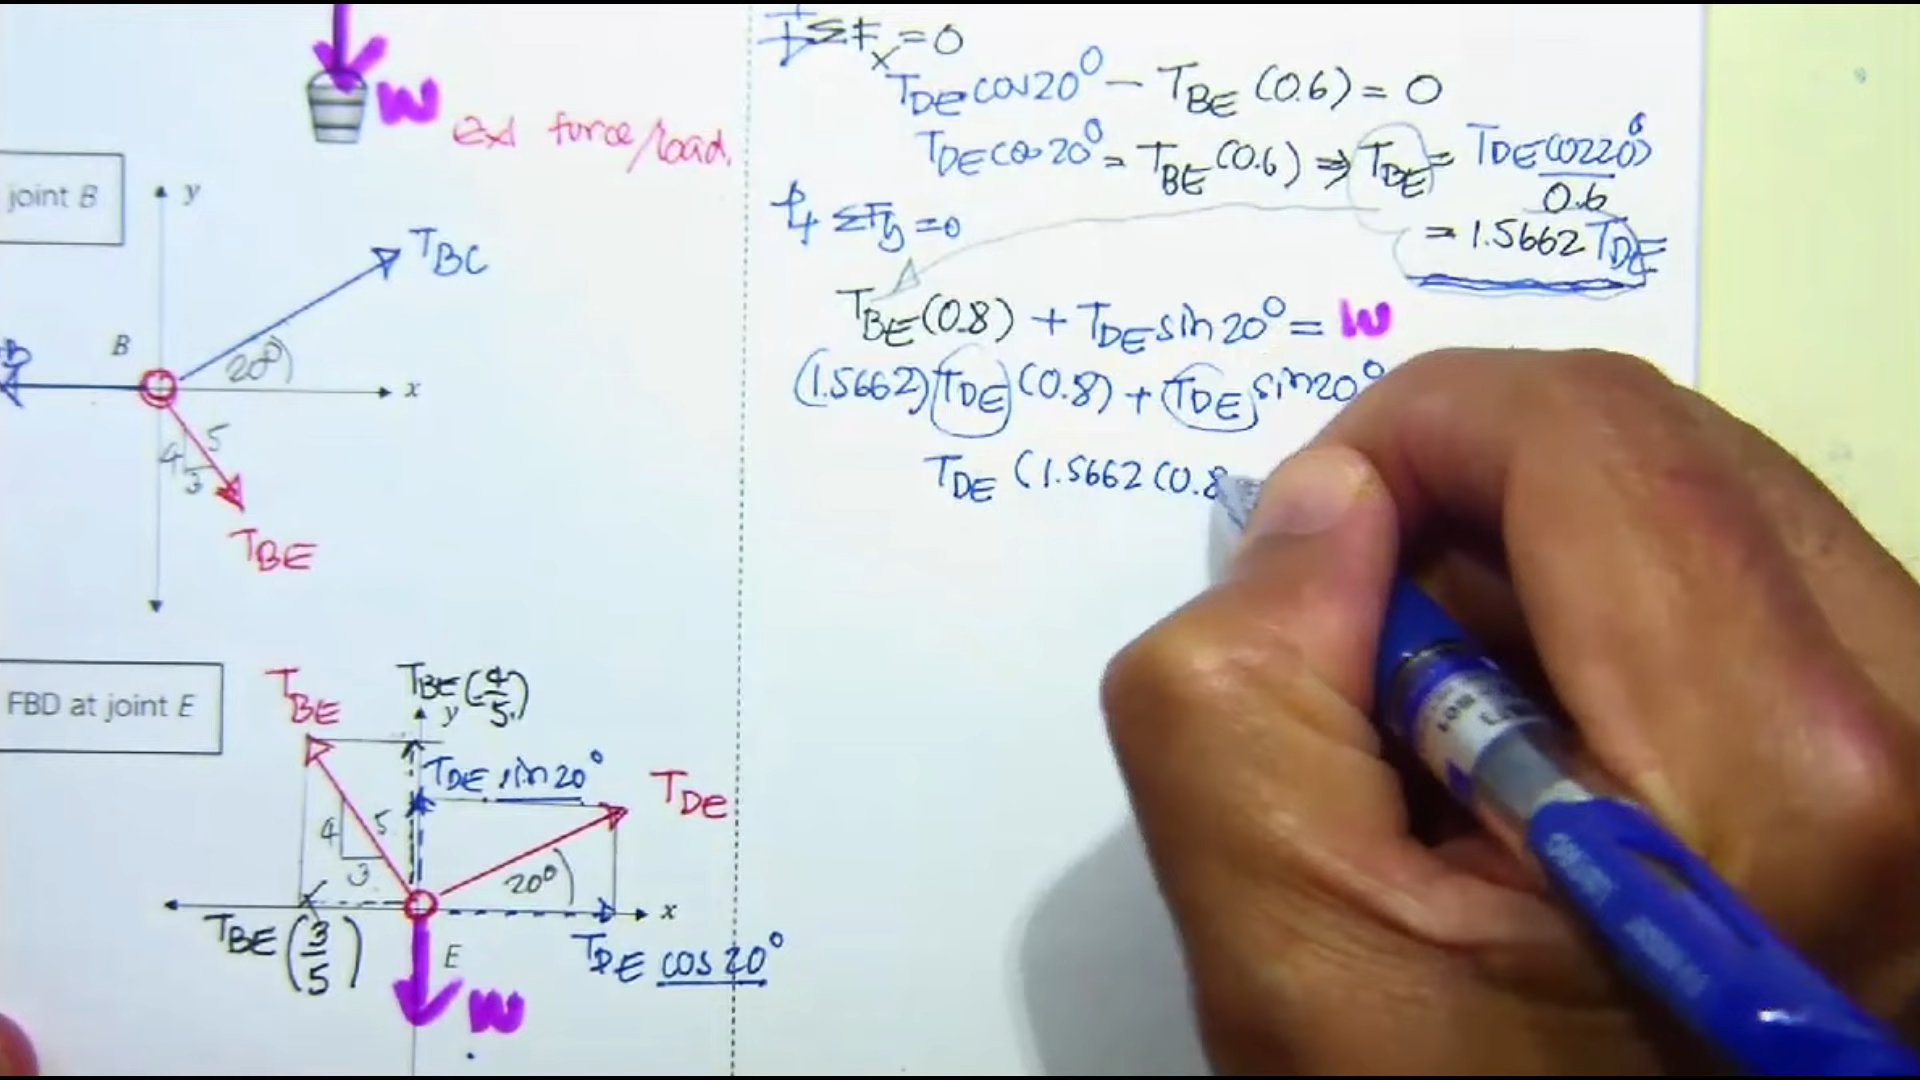 W
ext force/load.
joint B
y
T_BC
B
20°
x
5
4
3
T_BE
FBD at joint E
T_BE
T_BE (4/5)
y
T_DE sin 20°
T_DE
4
5
3
20°
x
T_BE (3/5)
E
T_DE cos 20°
W
+ ΣF_x = 0
T_DE cos 20° - T_BE (0.6) = 0
T_DE cos 20° = T_BE (0.6) ⇒ T_BE = T_DE cos 20° / 0.6
+ ΣF_y = 0
= 1.5662 T_DE
T_BE (0.8) + T_DE sin 20° = W
(1.5662) T_DE (0.8) + T_DE sin 20°
T_DE (1.5662 (0.8